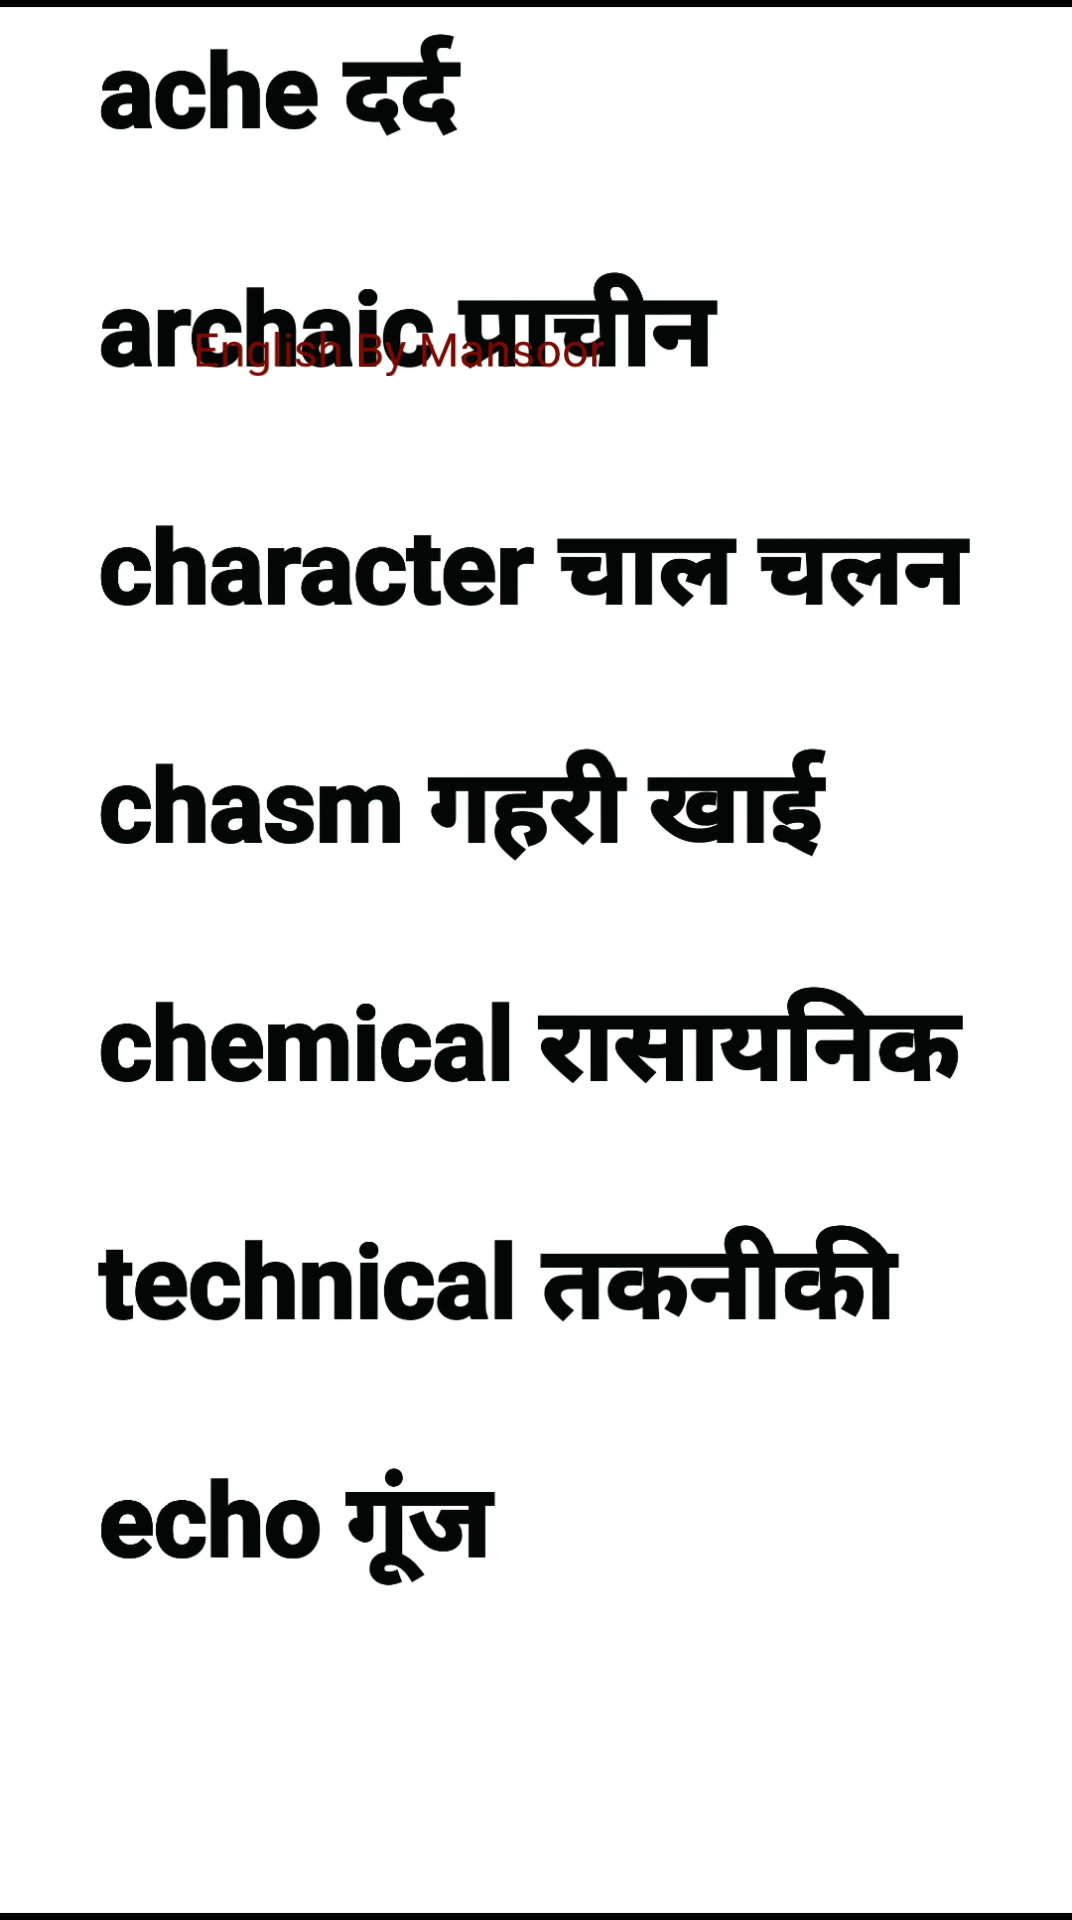 ache दर्द
archaic प्राचीन
English By Mansoor
character चाल चलन
chasm गहरी खाई
chemical रासायनिक
technical तकनीकी
echo गूंज